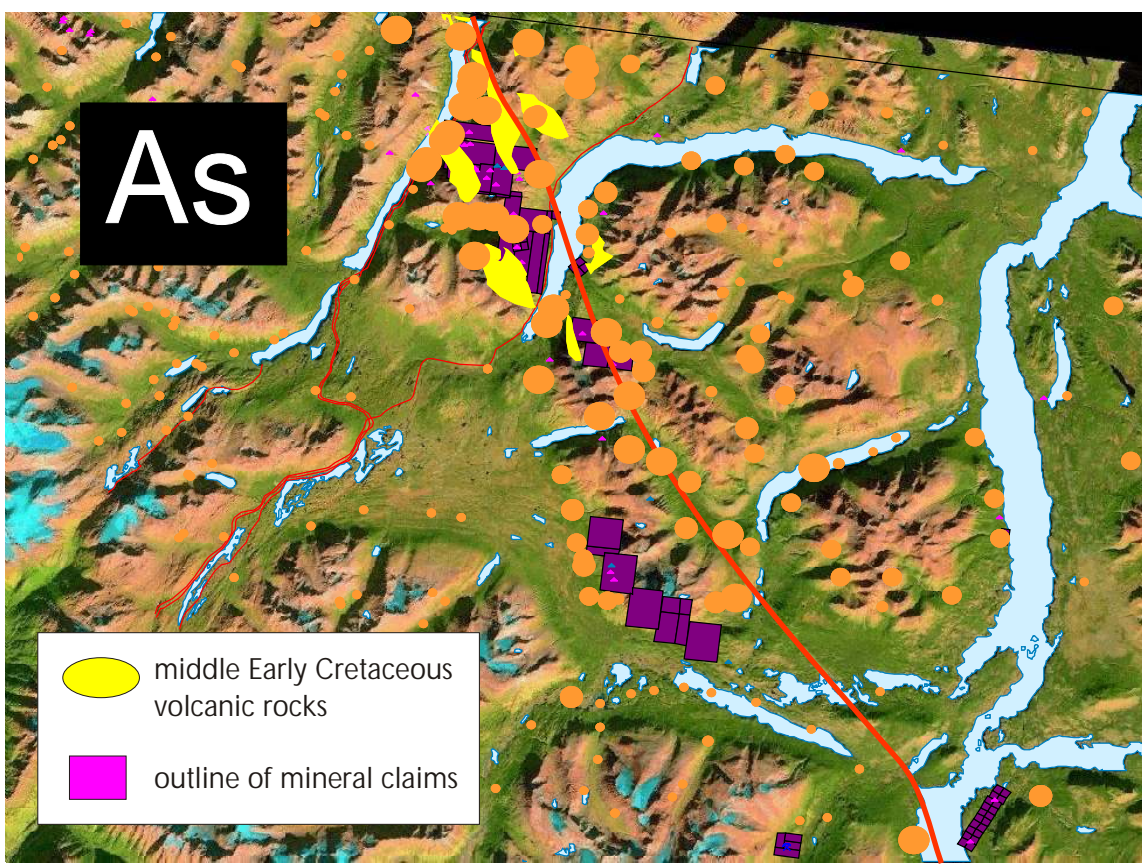 As
middle Early Cretaceous
volcanic rocks
outline of mineral claims